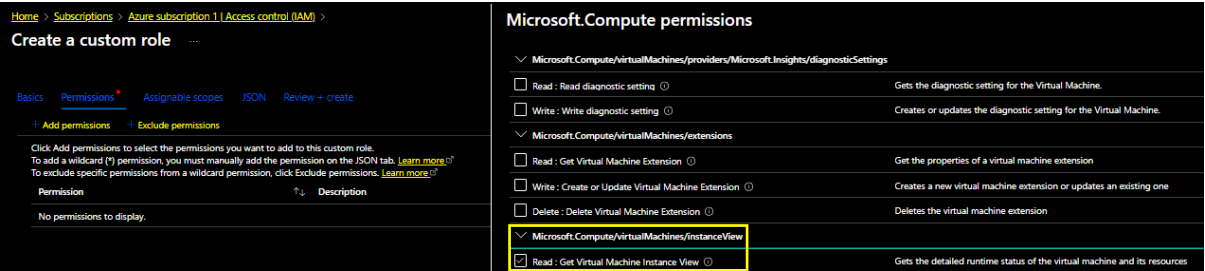 Home > Subscriptions > Azure subscription 1 | Access control (IAM) >
Create a custom role ...
Basics Permissions* Assignable scopes JSON Review + create
+ Add permissions + Exclude permissions
Click Add permissions to select the permissions you want to add to this custom role.
To add a wildcard (*) permission, you must manually add the permission on the JSON tab. Learn more
To exclude specific permissions from a wildcard permission, click Exclude permissions. Learn more
Permission ↑↓ Description
No permissions to display.
Microsoft.Compute permissions
Microsoft.Compute/virtualMachines/providers/Microsoft.Insights/diagnosticSettings
Read : Read diagnostic setting Gets the diagnostic setting for the Virtual Machine.
Write : Write diagnostic setting Creates or updates the diagnostic setting for the Virtual Machine.
Microsoft.Compute/virtualMachines/extensions
Read : Get Virtual Machine Extension Get the properties of a virtual machine extension
Write : Create or Update Virtual Machine Extension Creates a new virtual machine extension or updates an existing one
Delete : Delete Virtual Machine Extension Deletes the virtual machine extension
Microsoft.Compute/virtualMachines/instanceView
Read : Get Virtual Machine Instance View Gets the detailed runtime status of the virtual machine and its resources